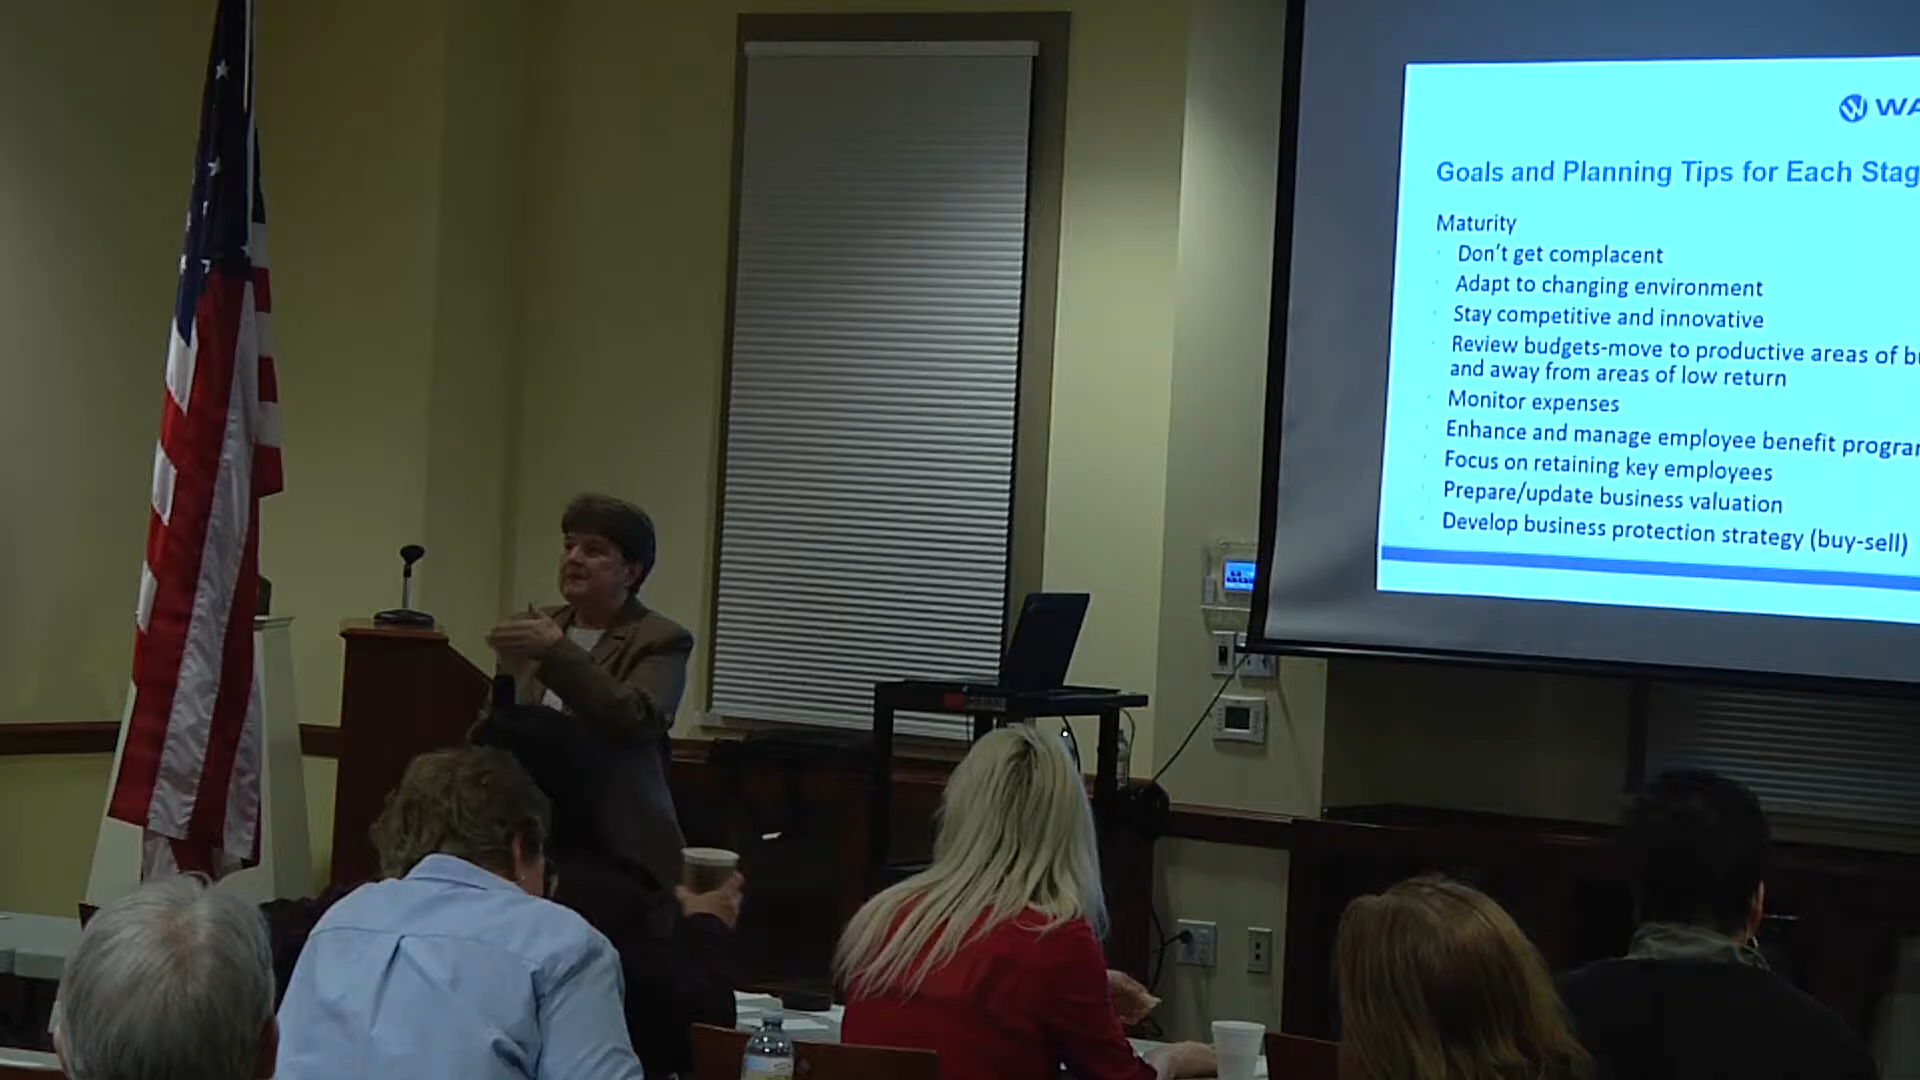 WA
Goals and Planning Tips for Each Stag
Maturity
Don't get complacent
Adapt to changing environment
Stay competitive and innovative
Review budgets-move to productive areas of bu
and away from areas of low return
Monitor expenses
Enhance and manage employee benefit program
Focus on retaining key employees
Prepare/update business valuation
Develop business protection strategy (buy-sell)